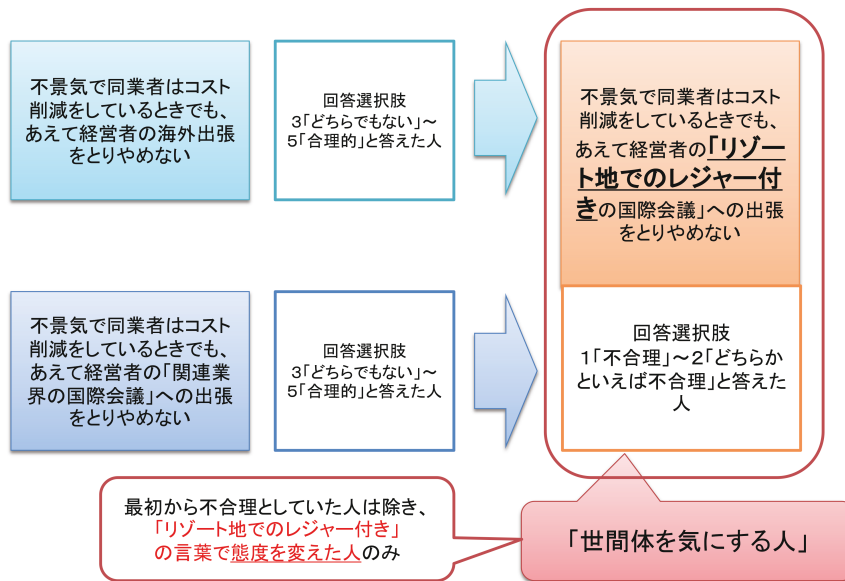 不景気で同業者はコスト
削減をしているときでも、
あえて経営者の海外出張
をとりやめない
回答選択肢
3「どちらでもない」～
5「合理的」と答えた人
不景気で同業者はコスト
削減をしているときでも、
あえて経営者の「リゾー
ト地でのレジャー付
きの国際会議」への出張
をとりやめない
不景気で同業者はコスト
削減をしているときでも、
あえて経営者の「関連業
界の国際会議」への出張
をとりやめない
回答選択肢
3「どちらでもない」～
5「合理的」と答えた人
回答選択肢
1「不合理」～2「どちらか
といえば不合理」と答えた
人
最初から不合理としていた人は除き、
「リゾート地でのレジャー付き」
の言葉で態度を変えた人のみ
「世間体を気にする人」